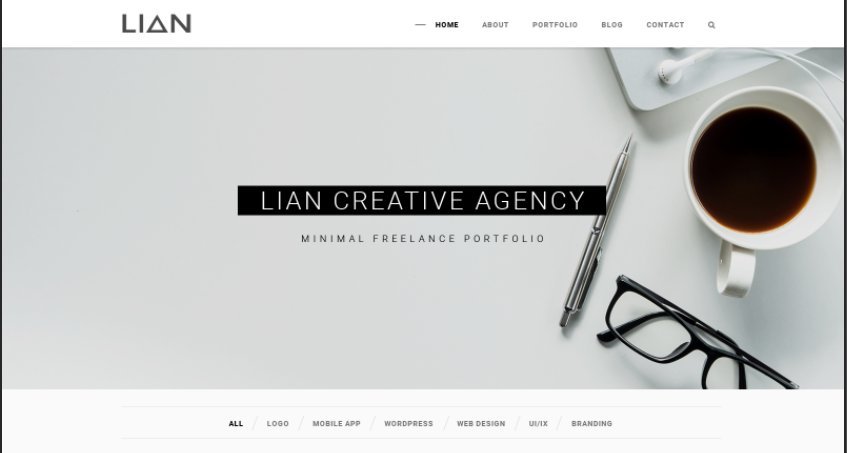 LIAN
HOME ABOUT PORTFOLIO BLOG CONTACT
LIAN CREATIVE AGENCY
MINIMAL FREELANCE PORTFOLIO
ALL / LOGO / MOBILE APP / WORDPRESS / WEB DESIGN / UI/IX / BRANDING